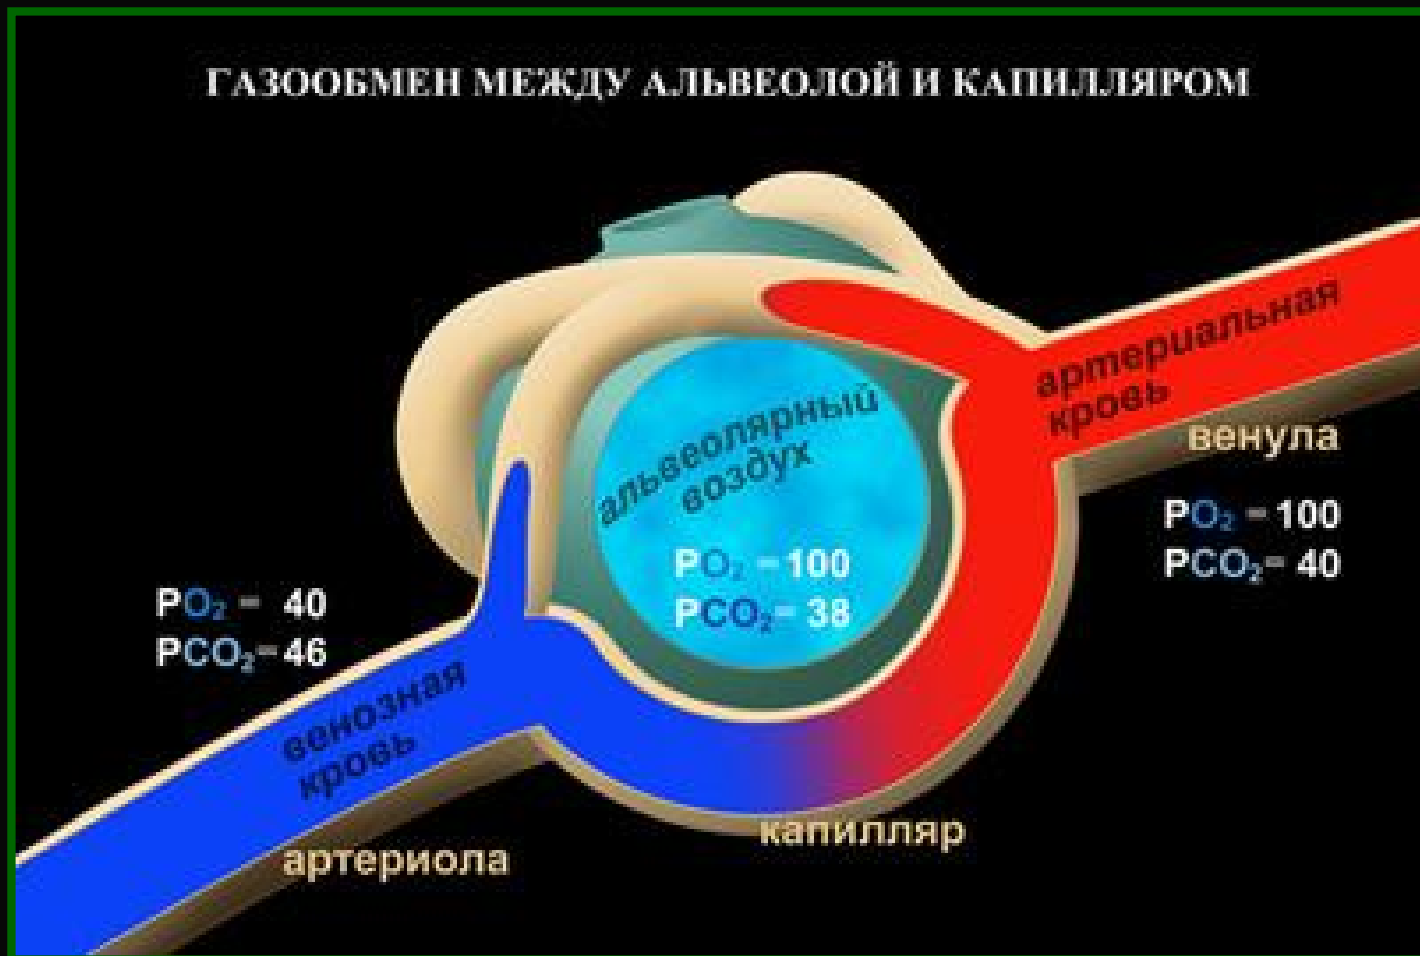 ГАЗООБМЕН МЕЖДУ АЛЬВЕОЛОЙ И КАПИЛЛЯРОМ
артериальная
кровь
венула
PO₂ - 100
PCO₂- 40
альвеолярный
воздух
PO₂ - 100
PCO₂- 38
PO₂ - 40
PCO₂- 46
венозная
кровь
артериола
капилляр